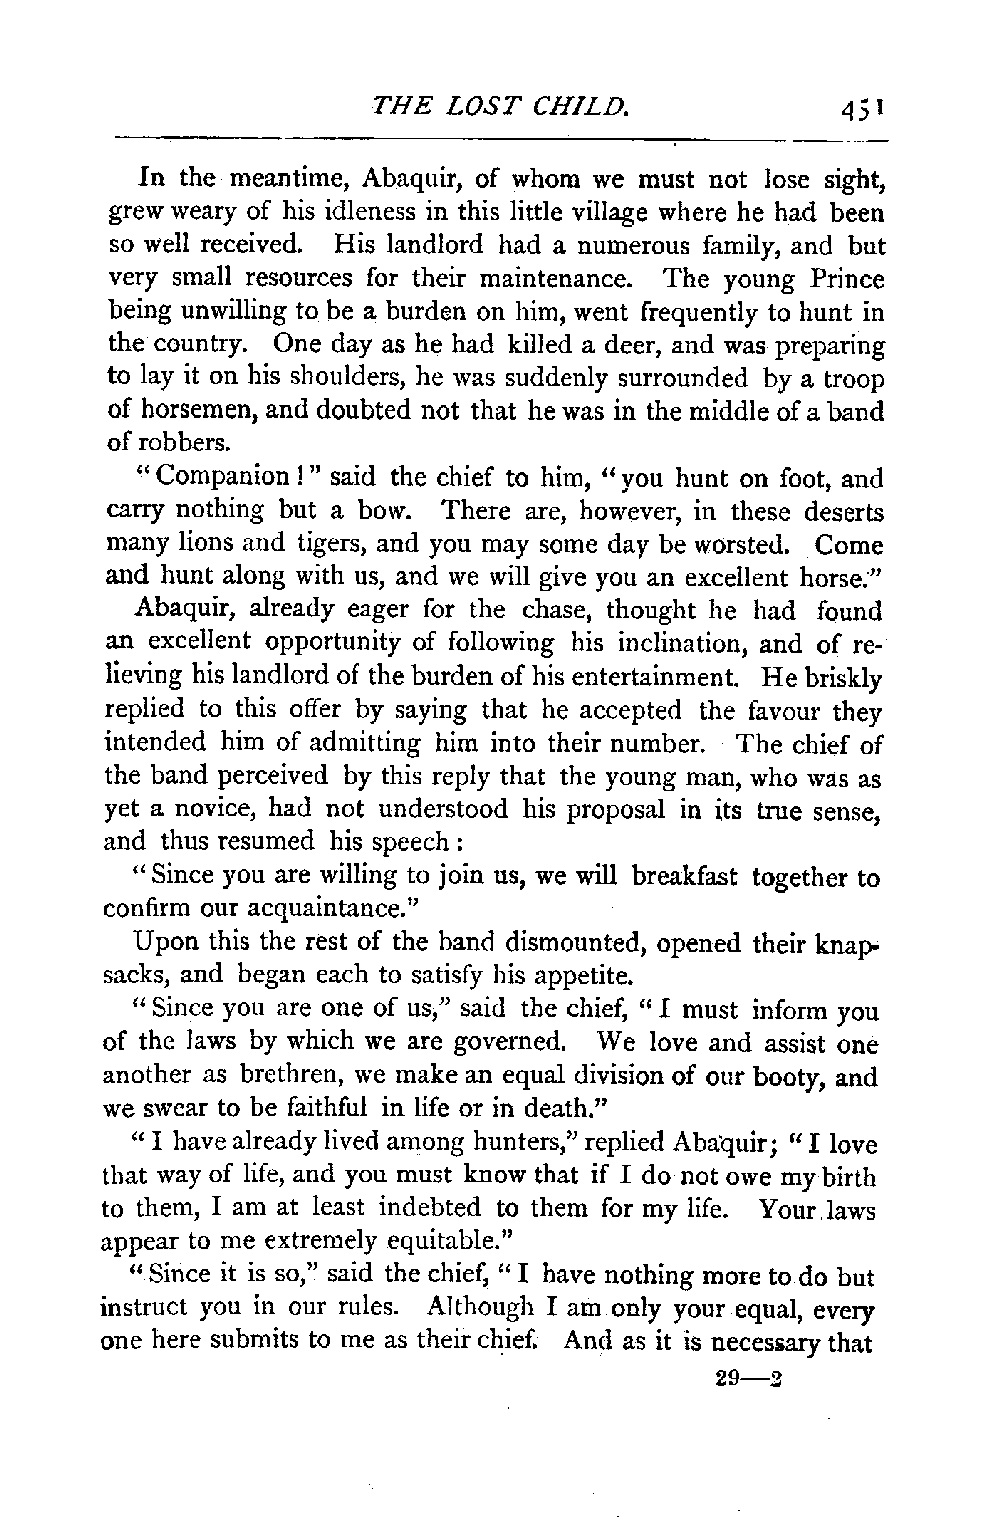 THE LOST CHILD. 451
In the meantime, Abaquir, of whom we must not lose sight,
grew weary of his idleness in this little village where he had been
so well received. His landlord had a numerous family, and but
very small resources for their maintenance. The young Prince
being unwilling to be a burden on him, went frequently to hunt in
the country. One day as he had killed a deer, and was preparing
to lay it on his shoulders, he was suddenly surrounded by a troop
of horsemen, and doubted not that he was in the middle of a band
of robbers.
“Companion!” said the chief to him, “you hunt on foot, and
carry nothing but a bow. There are, however, in these deserts
many lions and tigers, and you may some day be worsted. Come
and hunt along with us, and we will give you an excellent horse.”
Abaquir, already eager for the chase, thought he had found
an excellent opportunity of following his inclination, and of re-
lieving his landlord of the burden of his entertainment. He briskly
replied to this offer by saying that he accepted the favour they
intended him of admitting him into their number. The chief of
the band perceived by this reply that the young man, who was as
yet a novice, had not understood his proposal in its true sense,
and thus resumed his speech:
“Since you are willing to join us, we will breakfast together to
confirm our acquaintance.”
Upon this the rest of the band dismounted, opened their knap-
sacks, and began each to satisfy his appetite.
“Since you are one of us,” said the chief, “I must inform you
of the laws by which we are governed. We love and assist one
another as brethren, we make an equal division of our booty, and
we swear to be faithful in life or in death.”
“I have already lived among hunters,” replied Abaquir; “I love
that way of life, and you must know that if I do not owe my birth
to them, I am at least indebted to them for my life. Your laws
appear to me extremely equitable.”
“Since it is so,” said the chief, “I have nothing more to do but
instruct you in our rules. Although I am only your equal, every
one here submits to me as their chief. And as it is necessary that
29—2